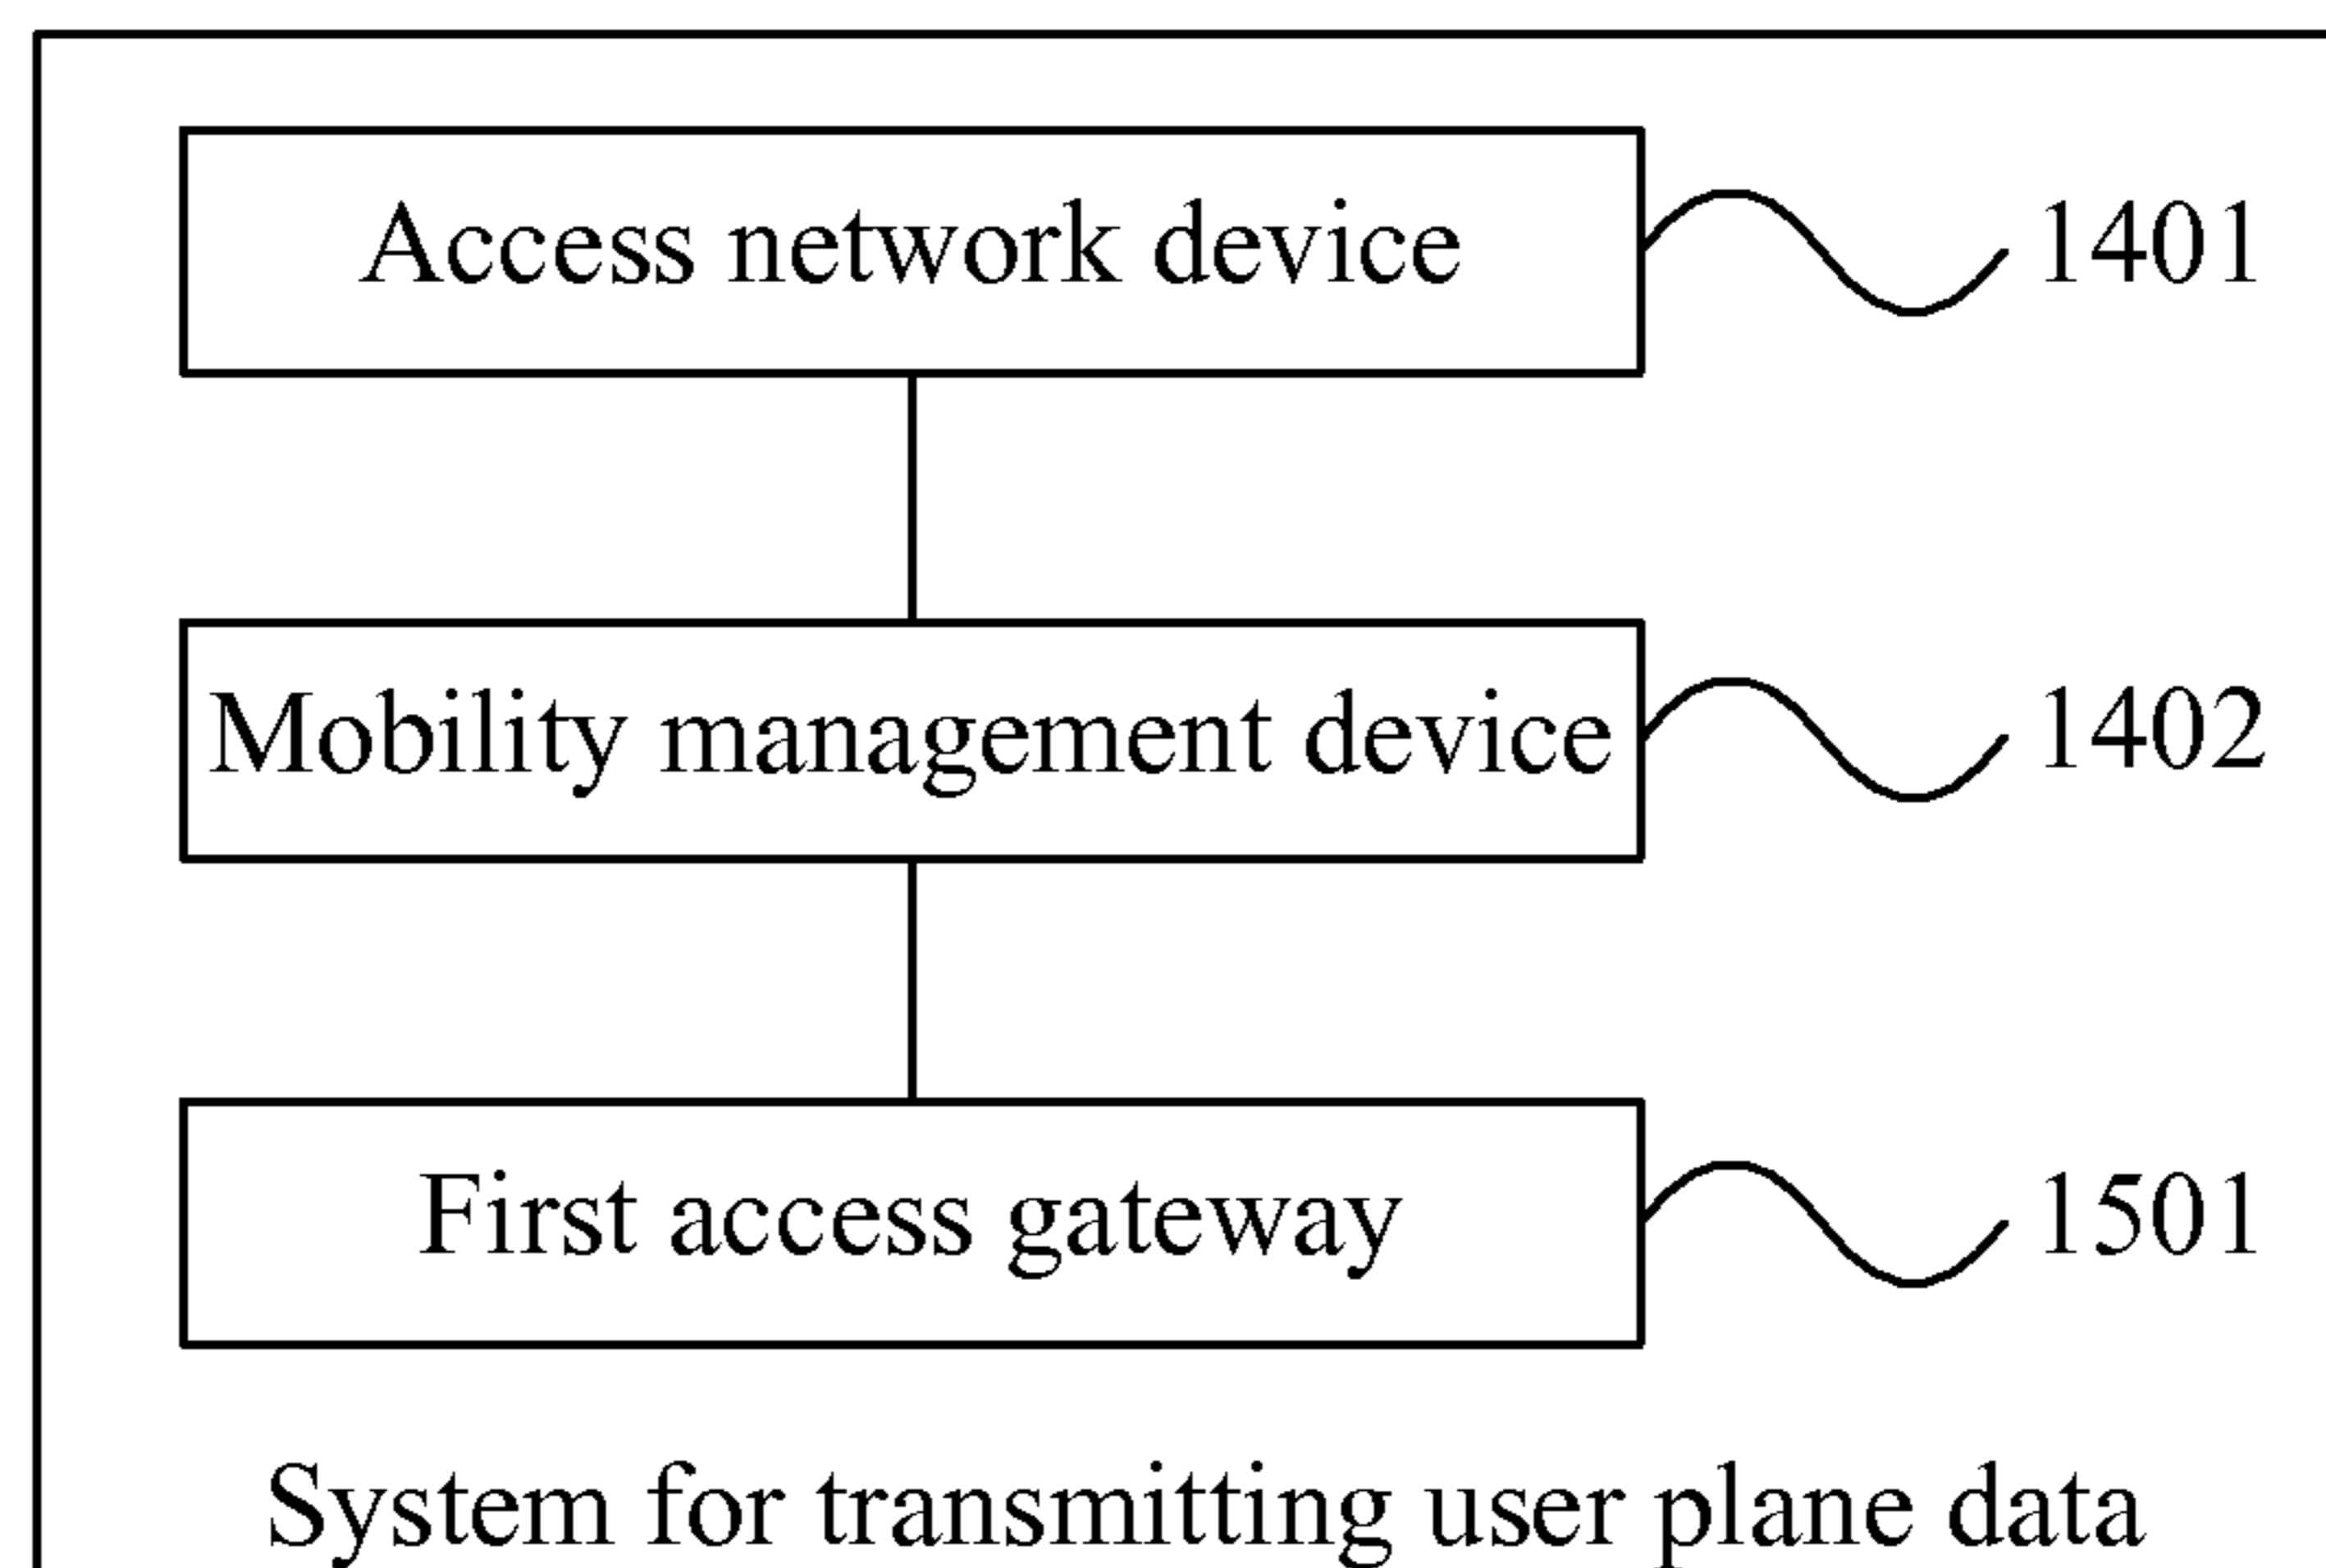 Access network device 1401
Mobility management device 1402
First access gateway 1501
System for transmitting user plane data